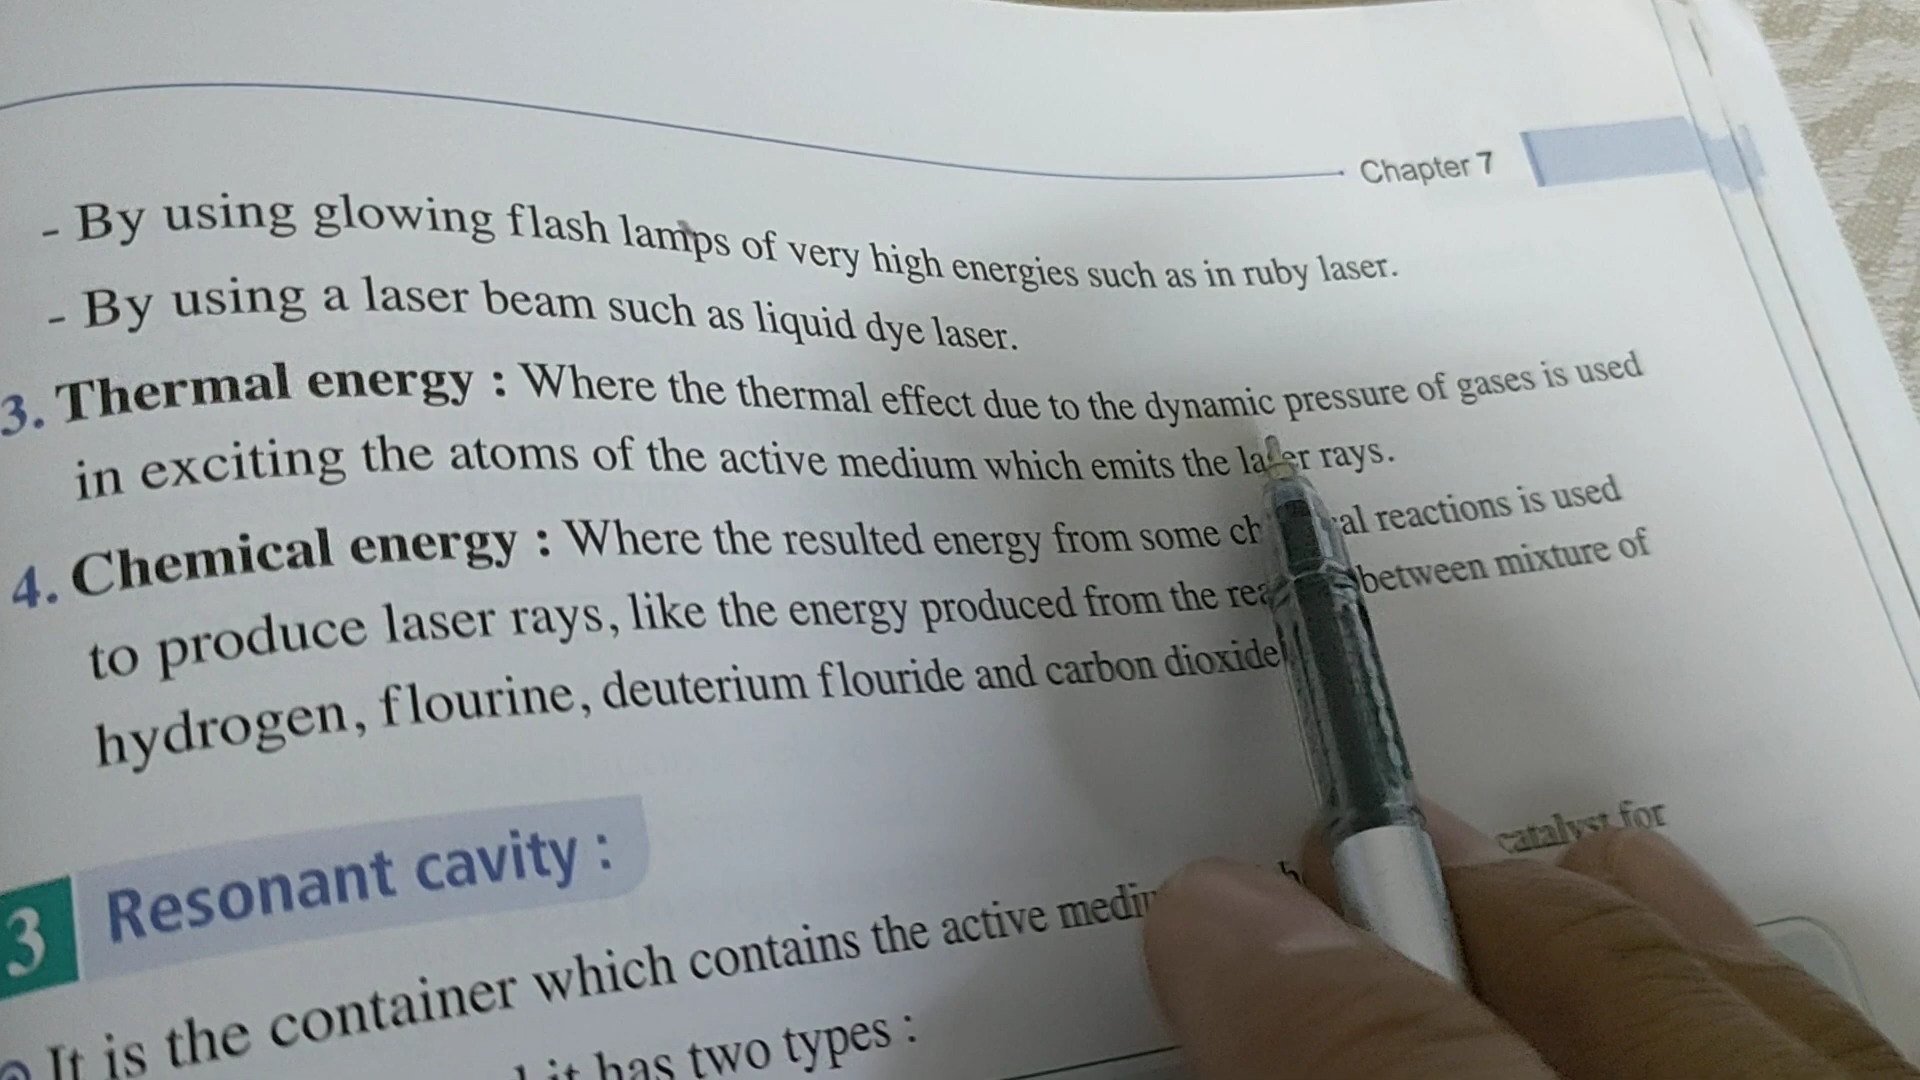 Chapter 7
- By using glowing flash lamps of very high energies such as in ruby laser.
- By using a laser beam such as liquid dye laser.
3. Thermal energy : Where the thermal effect due to the dynamic pressure of gases is used
in exciting the atoms of the active medium which emits the rays.
4. Chemical energy : Where the resulted energy from some reactions is used
to produce laser rays, like the energy produced from the between mixture of
hydrogen, flourine, deuterium flouride and carbon dioxide
3 Resonant cavity :
It is the container which contains the active catalyst for
it has two types :